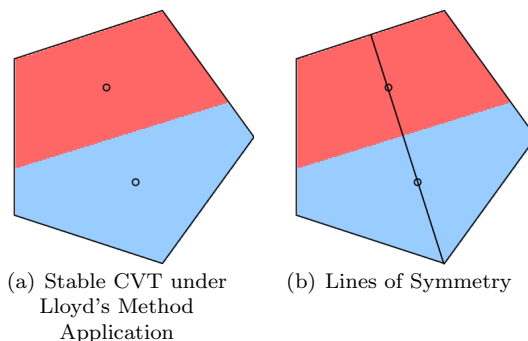 (a) Stable CVT under
Lloyd's Method
Application
(b) Lines of Symmetry